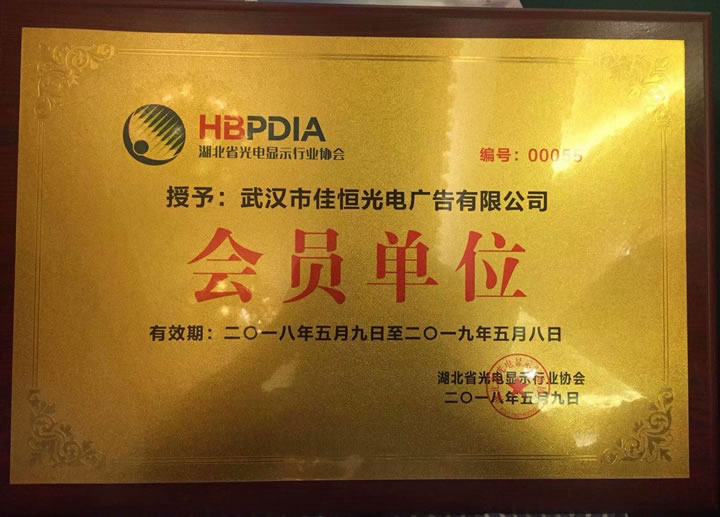 HBPDIA
湖北省光电显示行业协会
编号：00055
授予：武汉市佳恒光电广告有限公司
会员单位
有效期：二〇一八年五月九日至二〇一九年五月八日
湖北省光电显示行业协会
二〇一八年五月九日